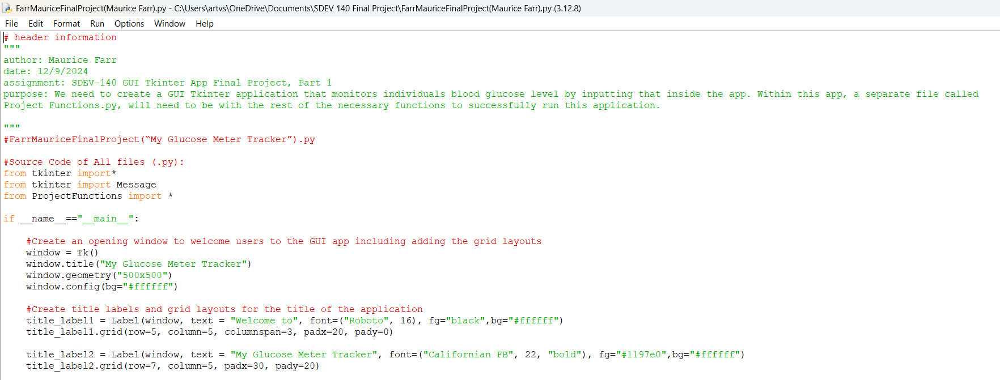 FarrMauriceFinalProject(Maurice Farr).py - C:\Users\artvs\OneDrive\Documents\SDEV 140 Final Project\FarrMauriceFinalProject(Maurice Farr).py (3.12.8)
File Edit Format Run Options Window Help
# header information
"""
author: Maurice Farr
date: 12/9/2024
assignment: SDEV-140 GUI Tkinter App Final Project, Part 1
purpose: We need to create a GUI Tkinter application that monitors individuals blood glucose level by inputting that inside the app. Within this app, a separate file called
Project Functions.py, will need to be with the rest of the necessary functions to successfully run this application.
"""
#FarrMauriceFinalProject(“My Glucose Meter Tracker”).py
#Source Code of All files (.py):
from tkinter import*
from tkinter import Message
from ProjectFunctions import *
if __name__=="__main__":
    #Create an opening window to welcome users to the GUI app including adding the grid layouts
    window = Tk()
    window.title("My Glucose Meter Tracker")
    window.geometry("500x500")
    window.config(bg="#ffffff")
    #Create title labels and grid layouts for the title of the application
    title_label1 = Label(window, text = "Welcome to", font=("Roboto", 16), fg="black",bg="#ffffff")
    title_label1.grid(row=5, column=5, columnspan=3, padx=20, pady=0)
    title_label2 = Label(window, text = "My Glucose Meter Tracker", font=("Californian FB", 22, "bold"), fg="#1197e0",bg="#ffffff")
    title_label2.grid(row=7, column=5, padx=30, pady=20)